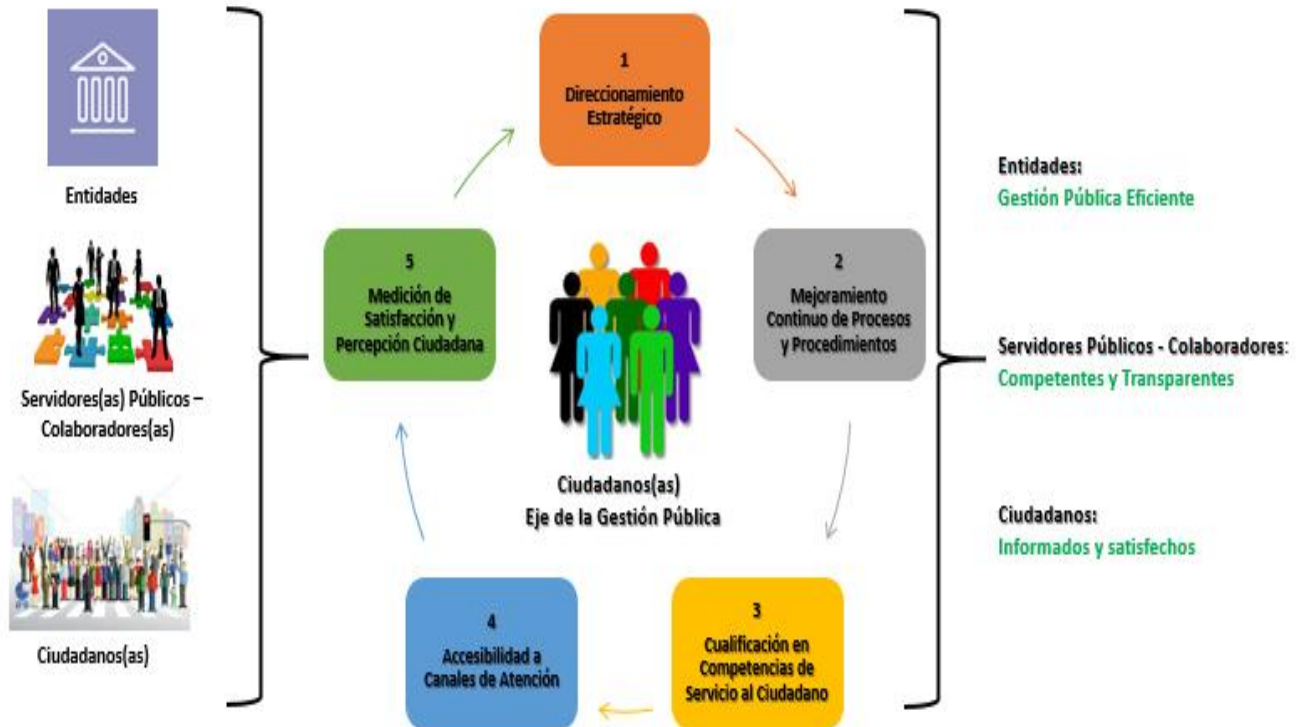 Entidades
Servidores(as) Públicos –
Colaboradores(as)
Ciudadanos(as)
1
Direccionamiento
Estratégico
2
Mejoramiento
Continuo de Procesos
y Procedimientos
3
Cualificación en
Competencias de
Servicio al Ciudadano
4
Accesibilidad a
Canales de Atención
5
Medición de
Satisfacción y
Percepción Ciudadana
Ciudadanos(as)
Eje de la Gestión Pública
Entidades:
Gestión Pública Eficiente
Servidores Públicos - Colaboradores:
Competentes y Transparentes
Ciudadanos:
Informados y satisfechos